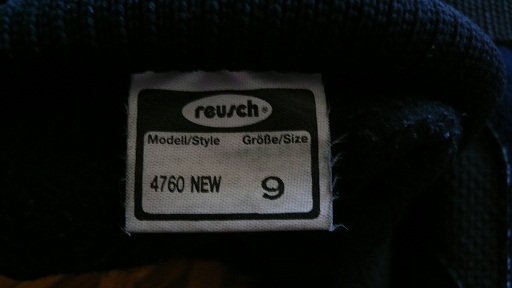 reusch®
Modell/Style Größe/Size
4760 NEW 9